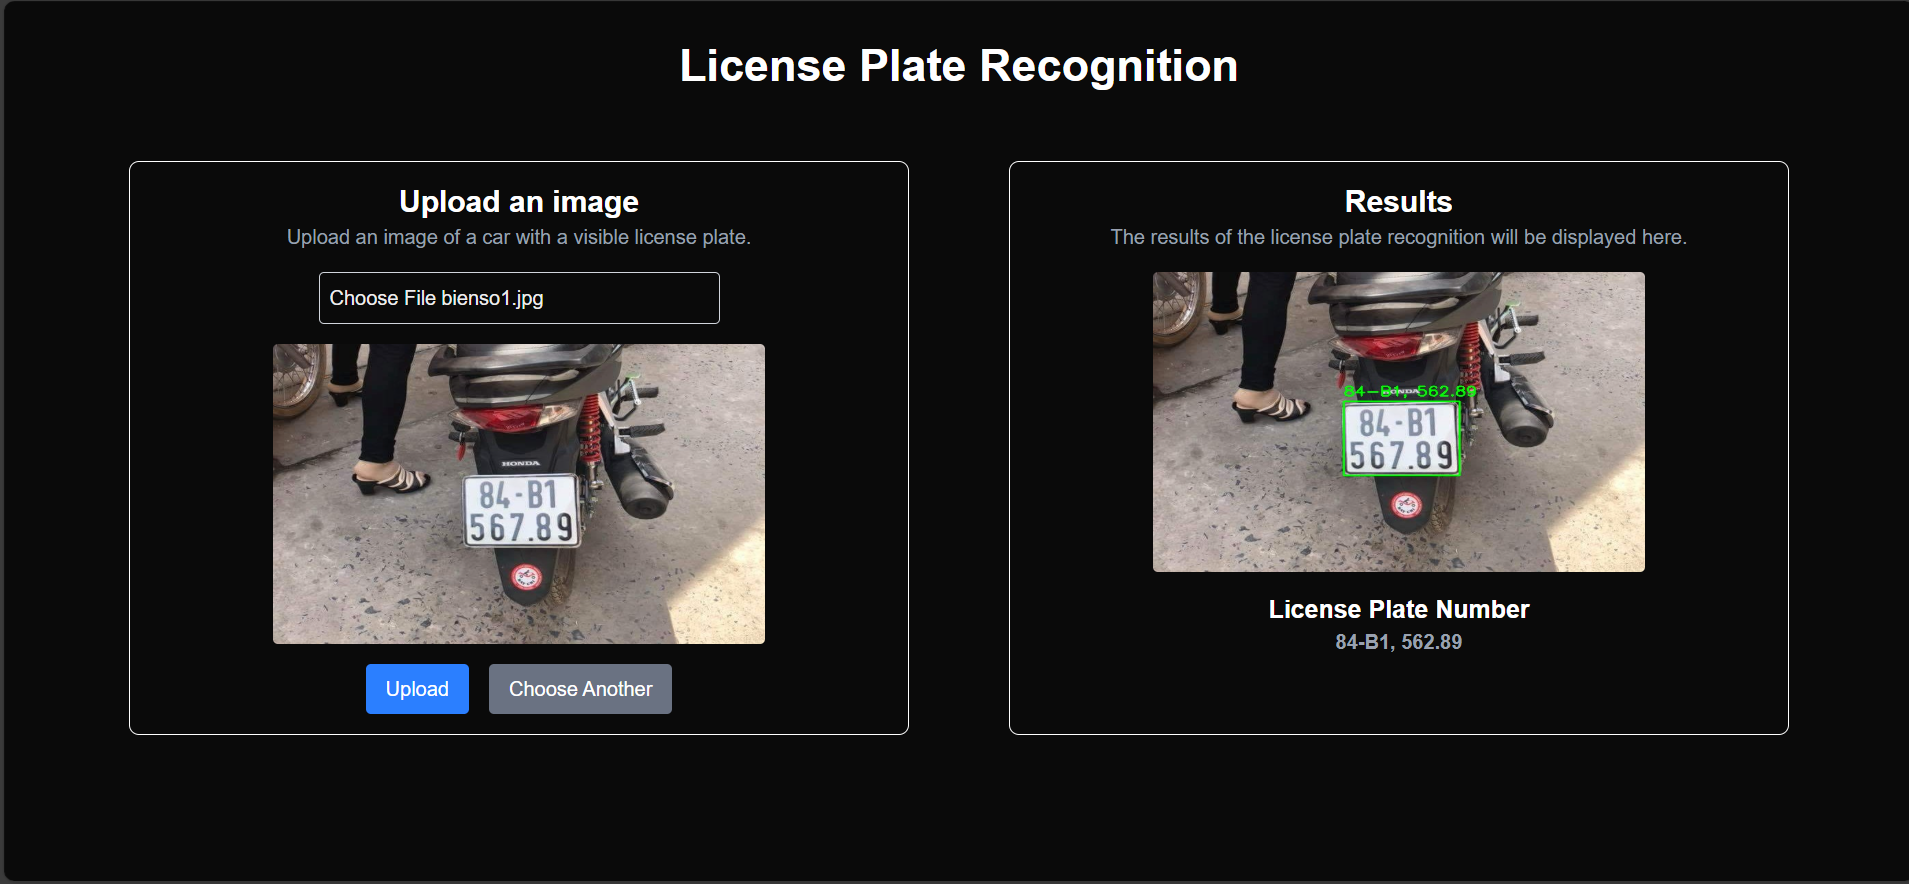 License Plate Recognition
Upload an image
Upload an image of a car with a visible license plate.
Choose File bienso1.jpg
HONDA
84-B1
567.89
Upload
Choose Another
Results
The results of the license plate recognition will be displayed here.
84-B1, 562.89
84-B1
567.89
License Plate Number
84-B1, 562.89